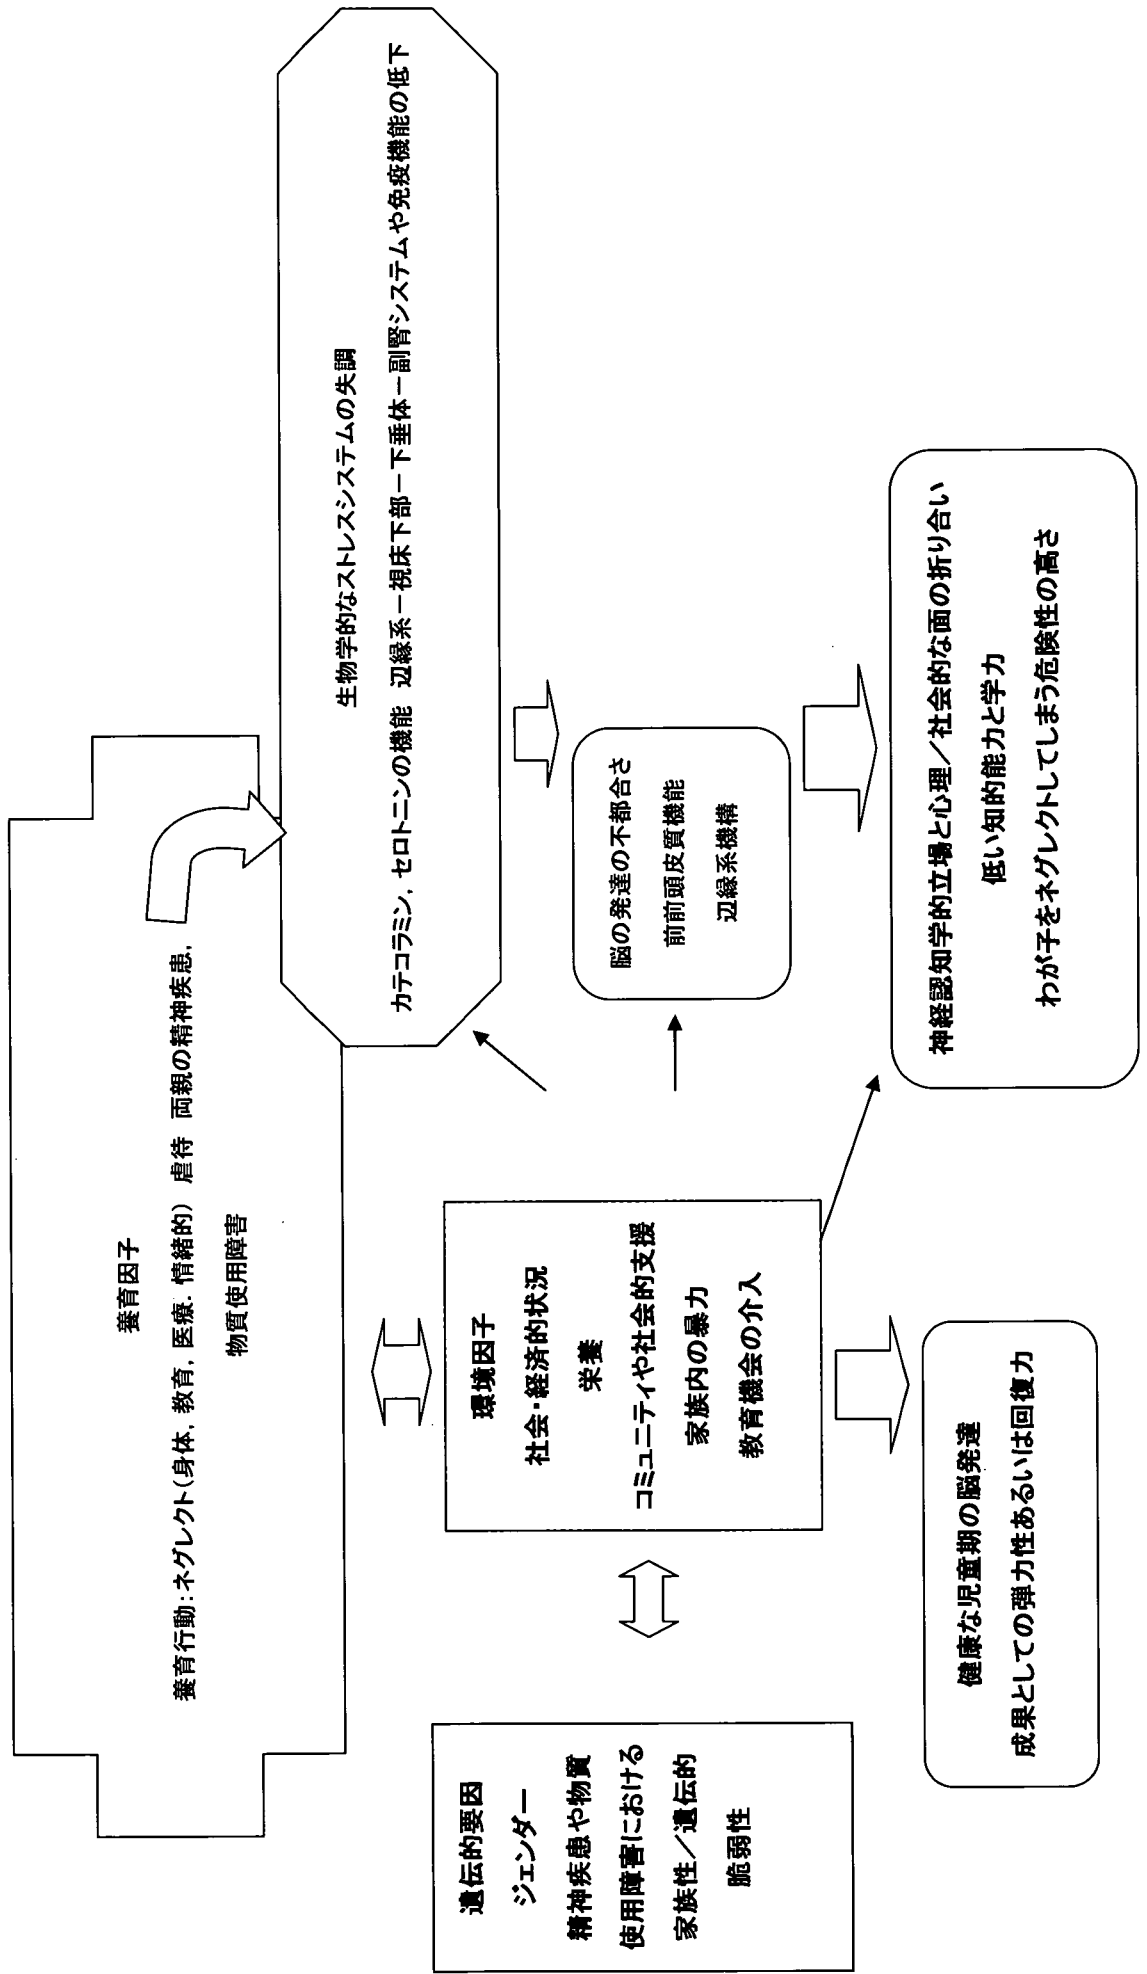 養育因子
養育行動：ネグレクト（身体，教育，医療．情緒的） 虐待 両親の精神疾患，
物質使用障害
生物学的なストレスシステムの失調
カテコラミン，セロトニンの機能 辺縁系－視床下部－下垂体－副腎システムや免疫機能の低下
遺伝的要因
ジェンダー
精神疾患や物質
使用障害における
家族性／遺伝的
脆弱性
環境因子
社会・経済的状況
栄養
コミュニティや社会的支援
家族内の暴力
教育機会の介入
脳の発達の不都合さ
前前頭皮質機能
辺縁系機構
健康な児童期の脳発達
成果としての弾力性あるいは回復力
神経認知学的立場と心理／社会的な面の折り合い
低い知的能力と学力
わが子をネグレクトしてしまう危険性の高さ